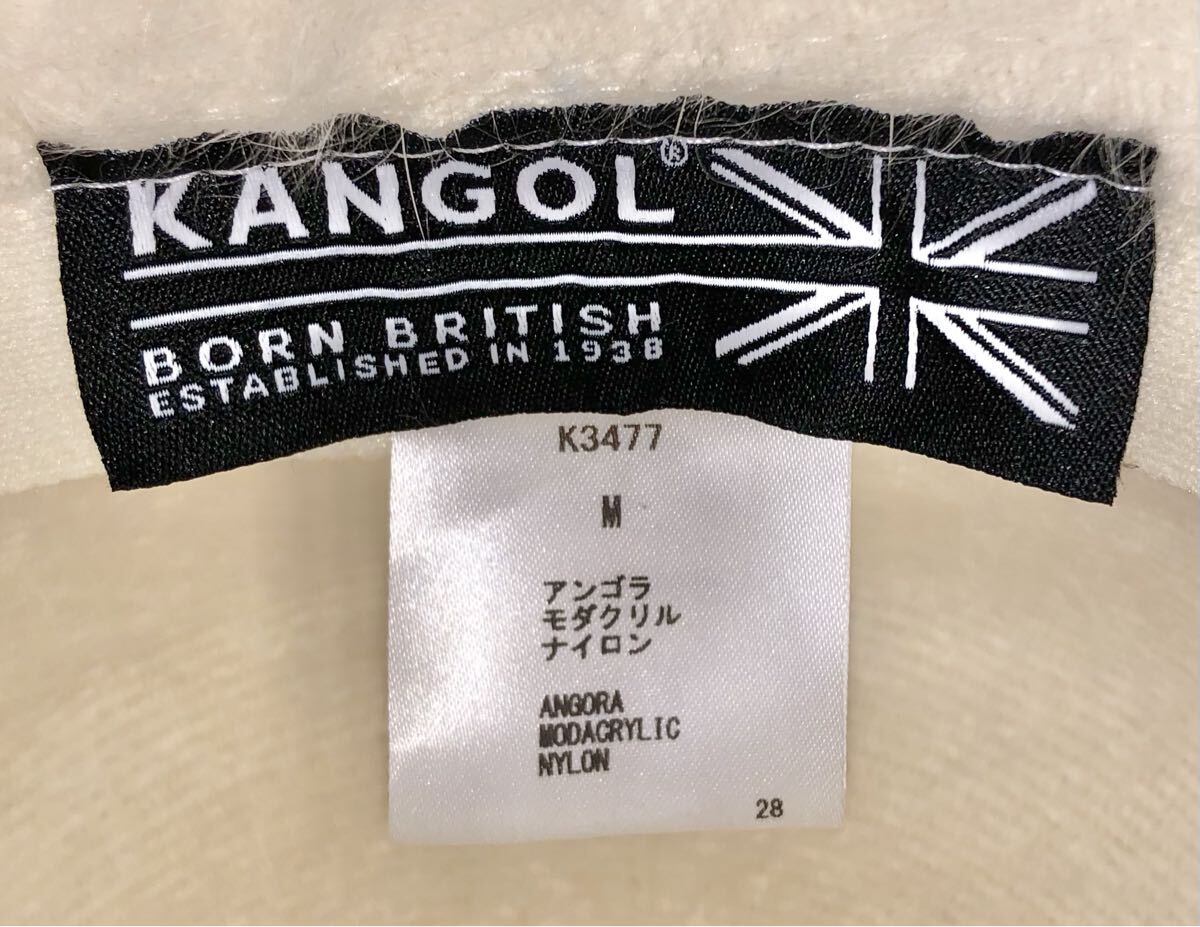 KANGOL®
BORN BRITISH
ESTABLISHED IN 1938
K3477
M
アンゴラ
モダクリル
ナイロン
ANGORA
MODACRYLIC
NYLON
28